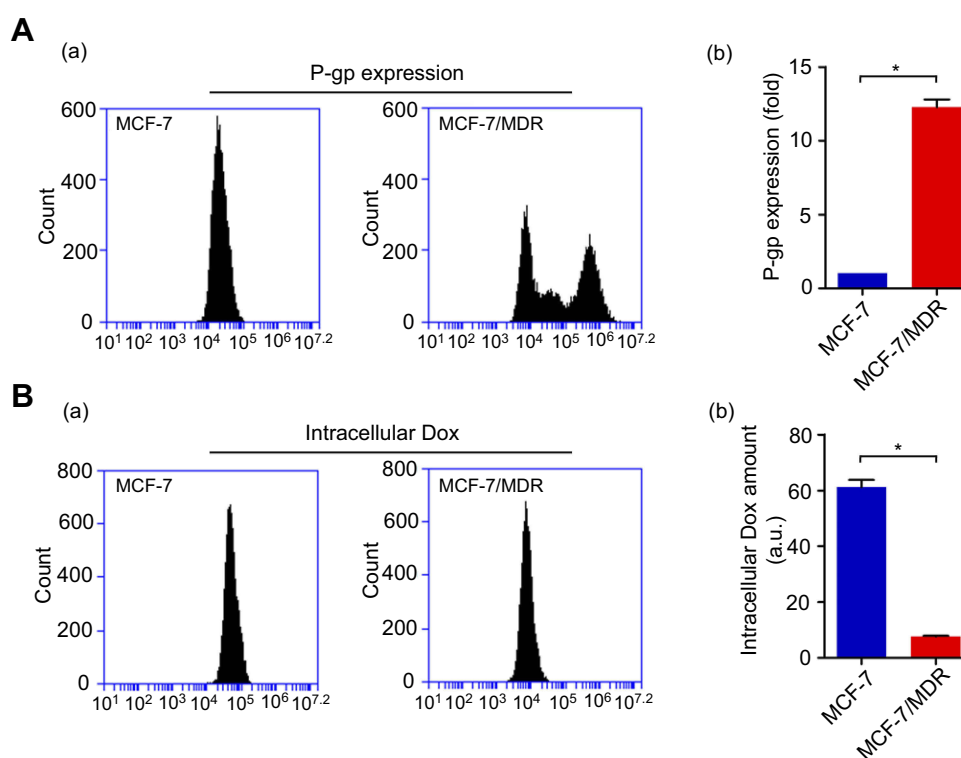 A
(a)
P-gp expression
MCF-7
Count
600
400
200
0
10¹ 10² 10³ 10⁴ 10⁵ 10⁶ 10⁷·²
MCF-7/MDR
Count
600
400
200
0
10¹ 10² 10³ 10⁴ 10⁵ 10⁶ 10⁷·²
(b)
P-gp expression (fold)
15
10
5
0
*
MCF-7
MCF-7/MDR
B
(a)
Intracellular Dox
MCF-7
Count
800
600
400
200
0
10¹ 10² 10³ 10⁴ 10⁵ 10⁶ 10⁷·²
MCF-7/MDR
Count
800
600
400
200
0
10¹ 10² 10³ 10⁴ 10⁵ 10⁶ 10⁷·²
(b)
Intracellular Dox amount
(a.u.)
80
60
40
20
0
*
MCF-7
MCF-7/MDR